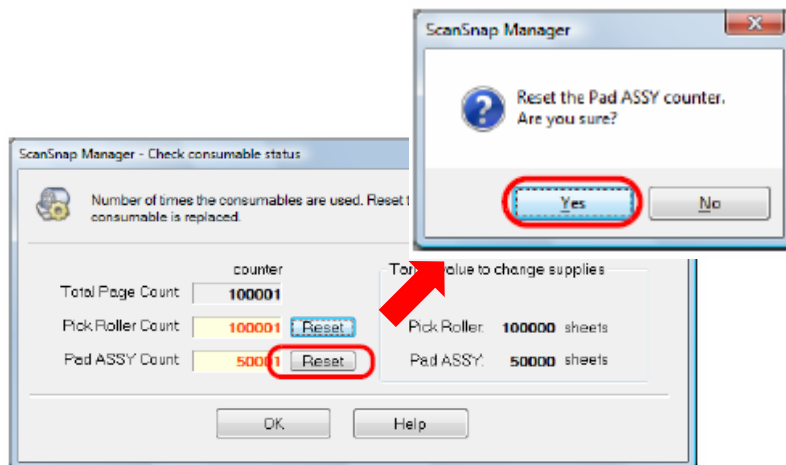 ScanSnap Manager
Reset the Pad ASSY counter.
Are you sure?
Yes
No
ScanSnap Manager - Check consumable status
Number of times the consumables are used. Reset
consumable is replaced.
counter
value to change supplies
Total Page Count 100001
Pick Roller Count 100001 Reset
Pick Roller: 100000 sheets
Pad ASSY Count 50001 Reset
Pad ASSY: 50000 sheets
OK
Help